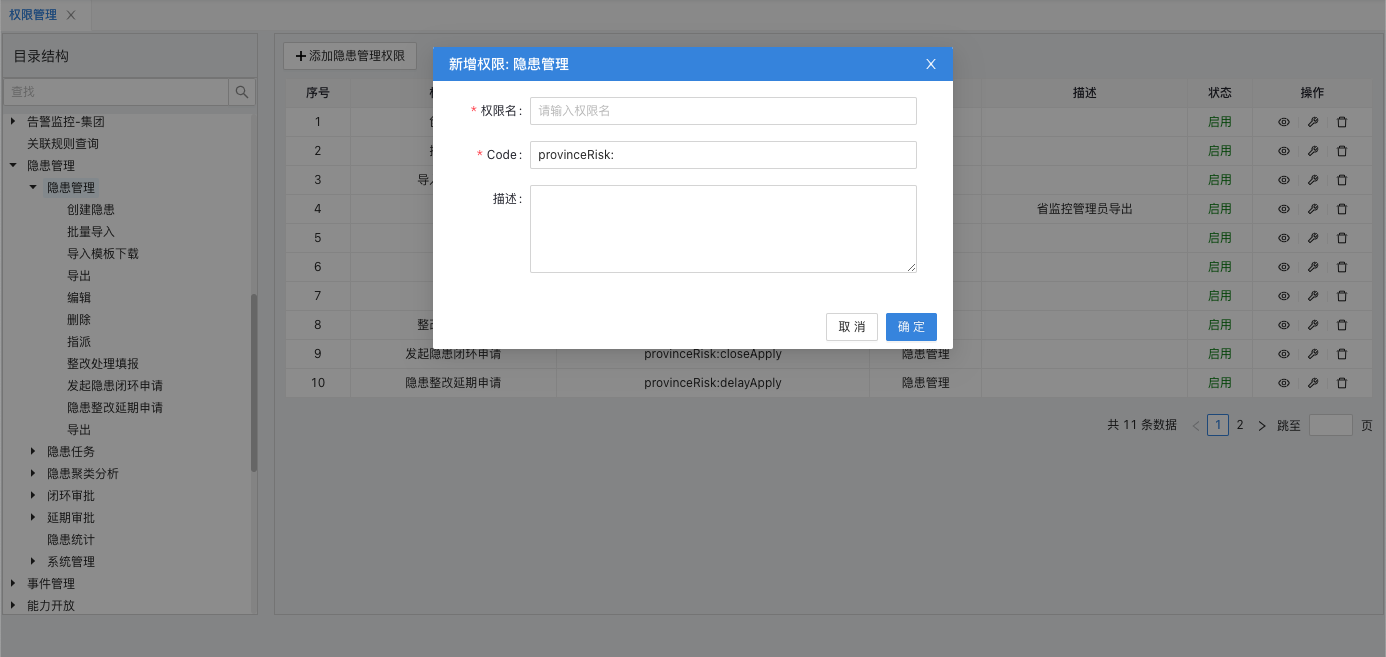 权限管理
目录结构
查找
告警监控-集团
关联规则查询
隐患管理
隐患管理
创建隐患
批量导入
导入模板下载
导出
编辑
删除
指派
整改处理填报
发起隐患闭环申请
隐患整改延期申请
导出
隐患任务
隐患聚类分析
闭环审批
延期审批
隐患统计
系统管理
事件管理
能力开放
添加隐患管理权限
序号 描述 状态 操作
1 启用
2 启用
3 导入 启用
4 省监控管理员导出 启用
5 启用
6 启用
7 启用
8 整改 启用
9 发起隐患闭环申请 provinceRisk:closeApply 隐患管理 启用
10 隐患整改延期申请 provinceRisk:delayApply 隐患管理 启用
共 11 条数据 1 2 跳至 页
新增权限: 隐患管理
* 权限名: 请输入权限名
* Code: provinceRisk:
描述:
取 消 确 定